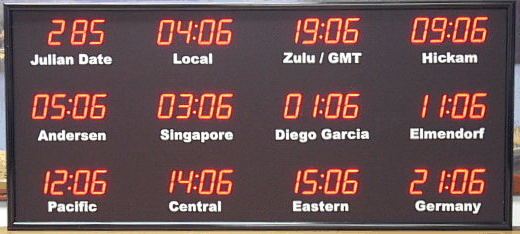 285 04:06 19:06 09:06
Julian Date Local Zulu / GMT Hickam
05:06 03:06 01:06 11:06
Andersen Singapore Diego Garcia Elmendorf
12:06 14:06 15:06 21:06
Pacific Central Eastern Germany